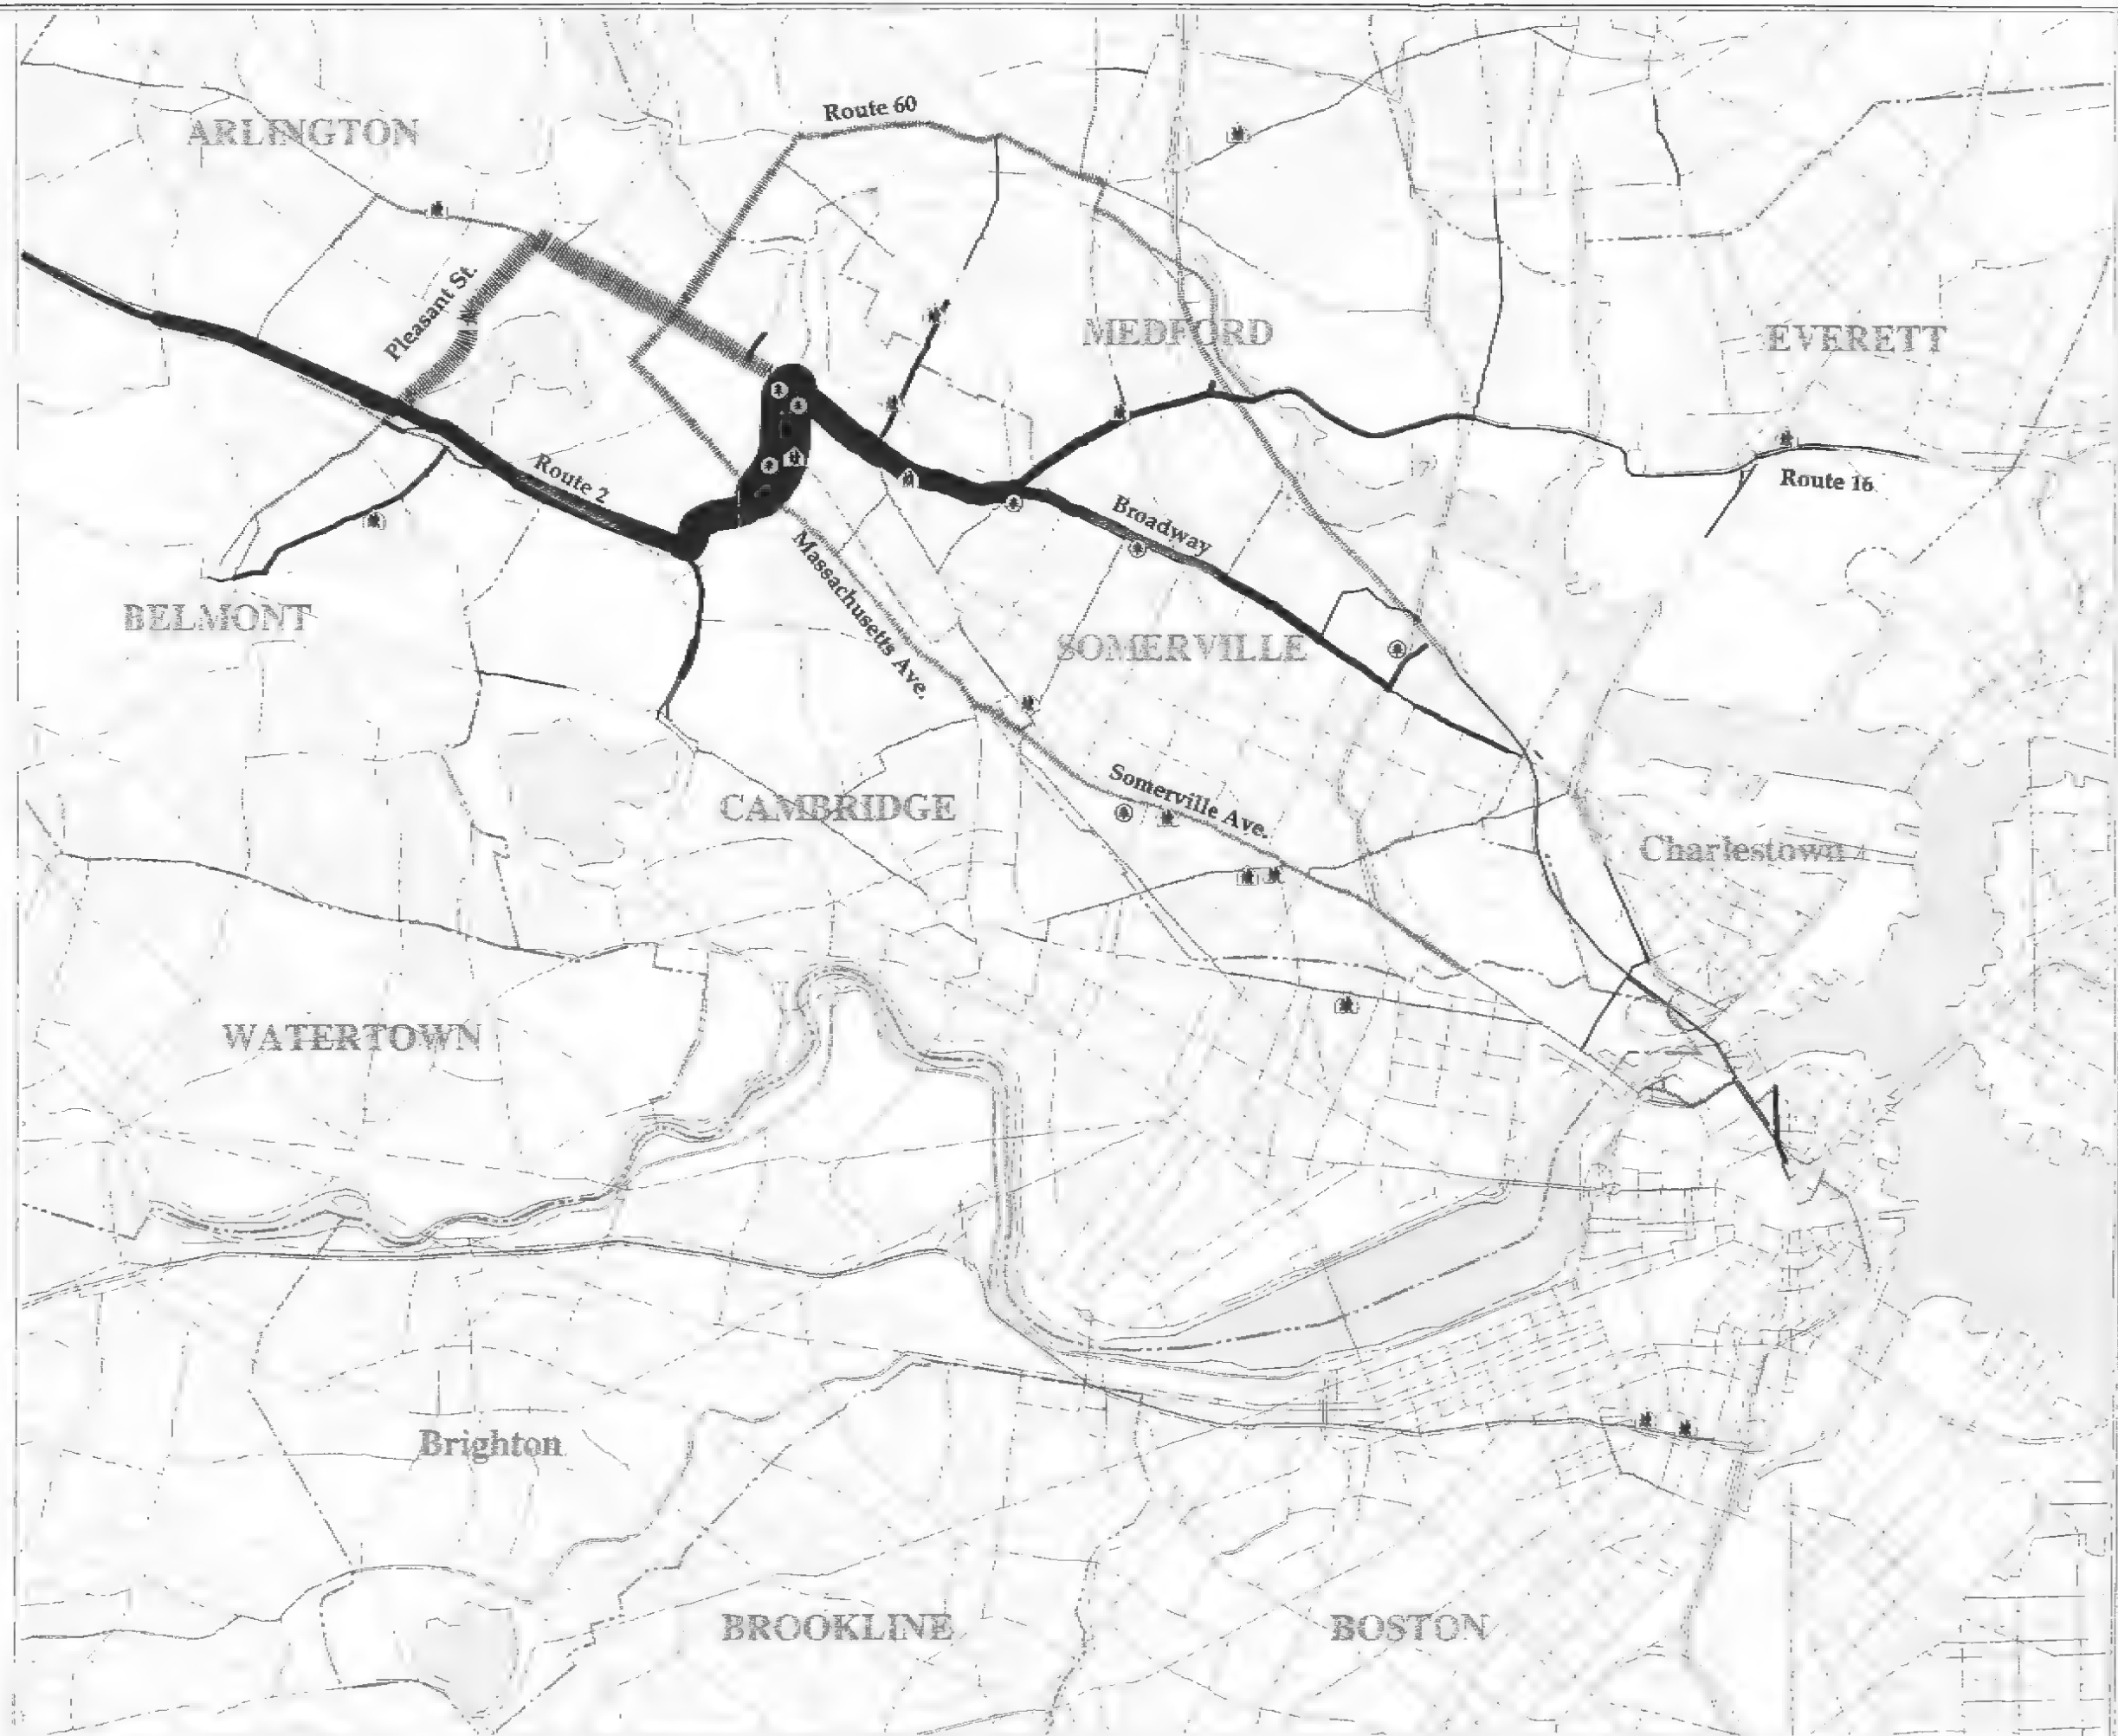 Route 60
ARLINGTON
Pleasant St.
MEDFORD
EVERETT
Route 2
Route 16
Broadway
Massachusetts Ave.
BELMONT
SOMERVILLE
Somerville Ave.
CAMBRIDGE
Charlestown
WATERTOWN
Brighton
BROOKLINE
BOSTON